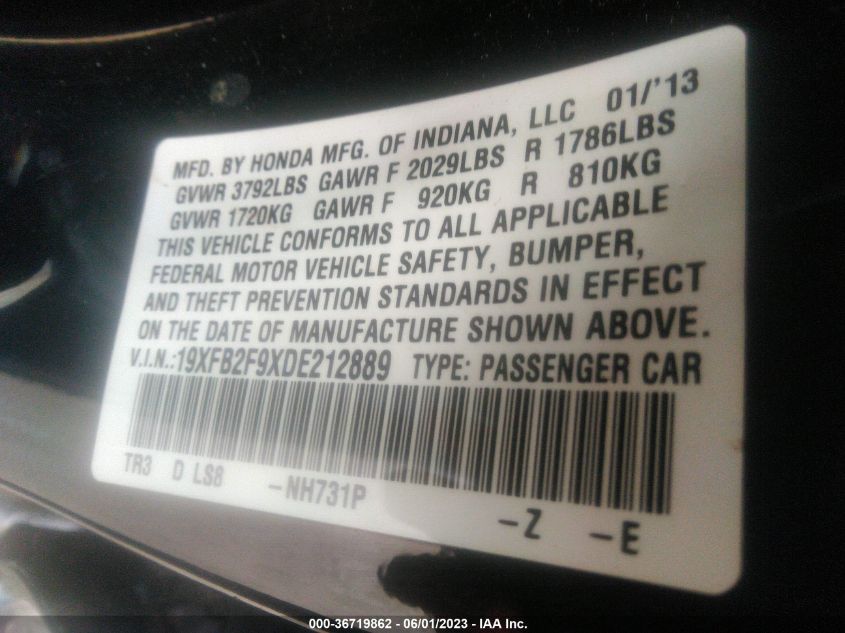 MFD. BY HONDA MFG. OF INDIANA, LLC 01/'13
GVWR 3792LBS GAWR F 2029LBS R 1786LBS
GVWR 1720KG GAWR F 920KG R 810KG
THIS VEHICLE CONFORMS TO ALL APPLICABLE
FEDERAL MOTOR VEHICLE SAFETY, BUMPER,
AND THEFT PREVENTION STANDARDS IN EFFECT
ON THE DATE OF MANUFACTURE SHOWN ABOVE.
V.I.N.:19XFB2F9XDE212889 TYPE: PASSENGER CAR
TR3 D LS8 -NH731P -Z -E
000-36719862 - 06/01/2023 - IAA Inc.